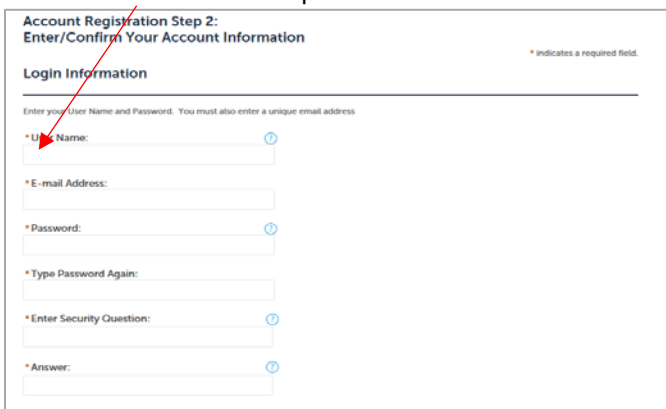 Account Registration Step 2:
Enter/Confirm Your Account Information
* indicates a required field.
Login Information
Enter your User Name and Password. You must also enter a unique email address
* User Name:
?
* E-mail Address:
* Password:
?
* Type Password Again:
* Enter Security Question:
?
* Answer:
?